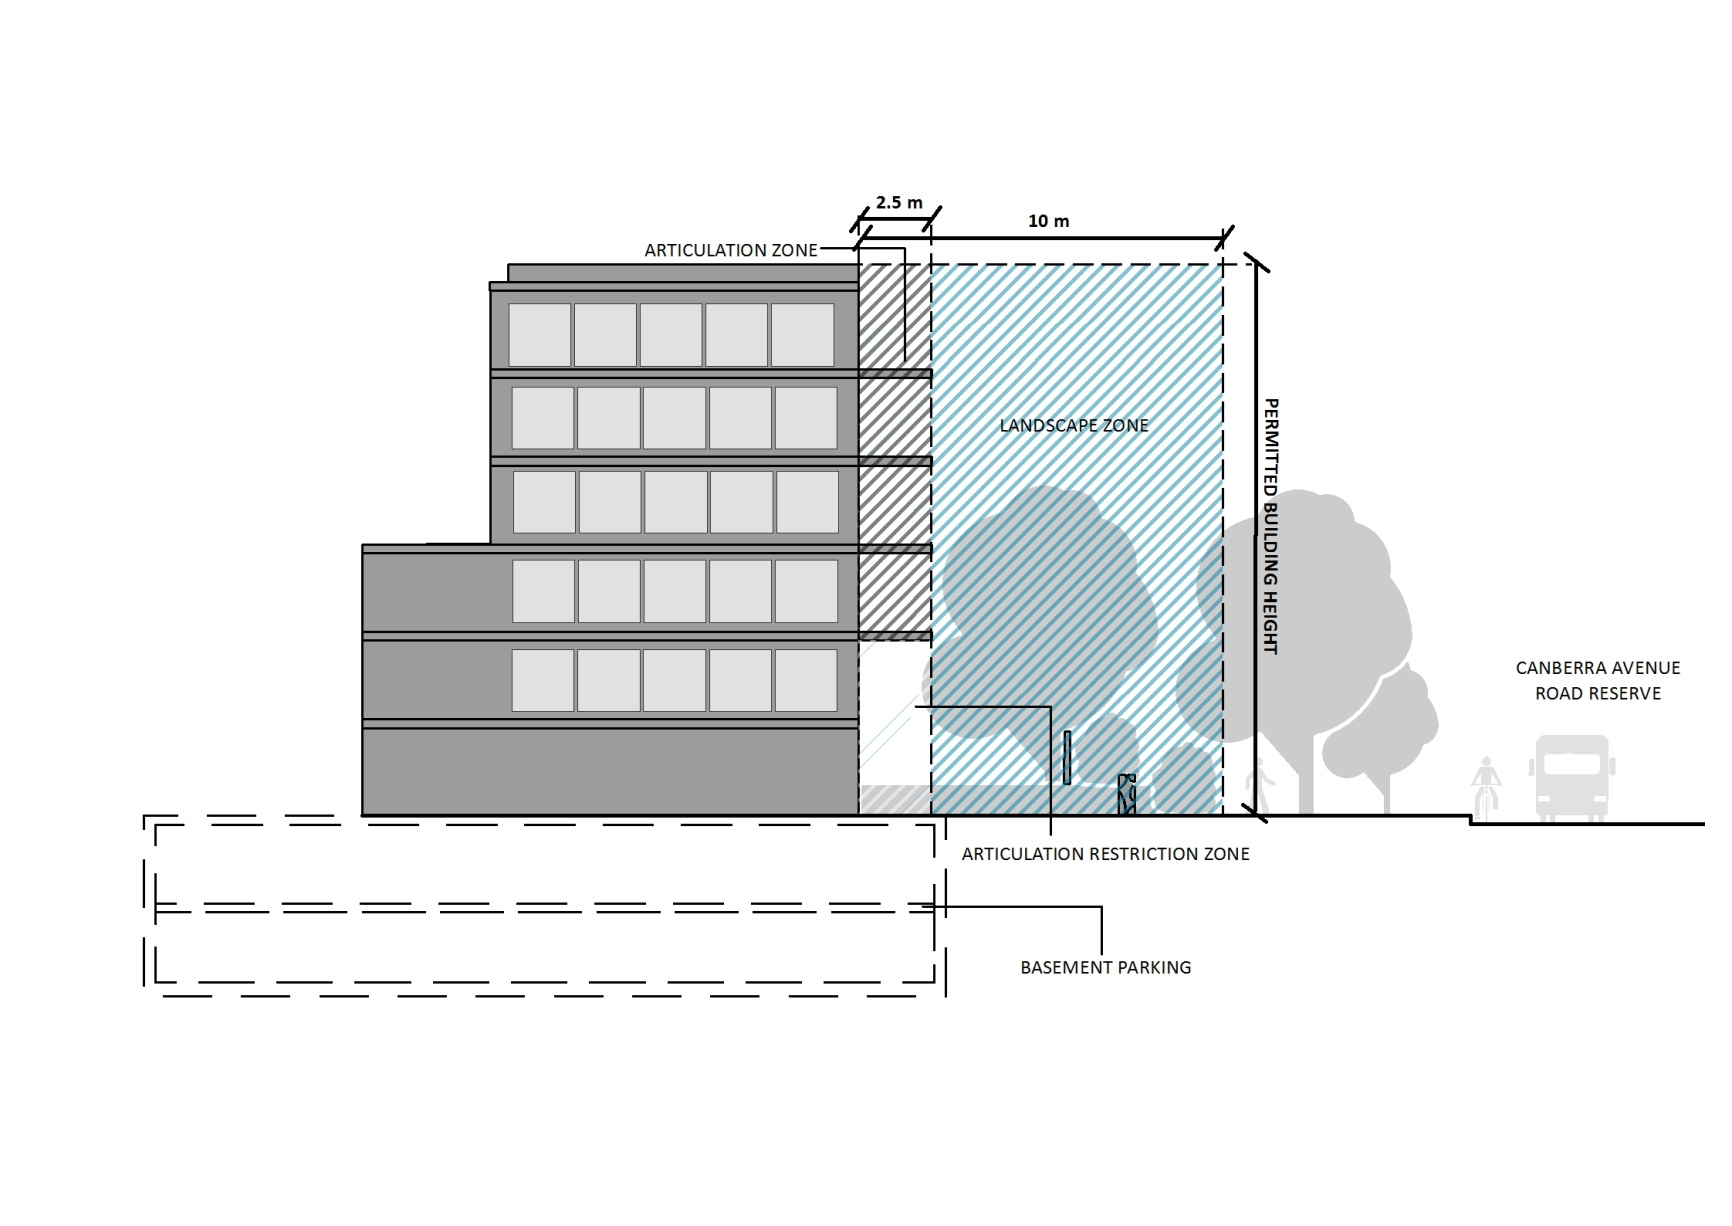 2.5 m
10 m
ARTICULATION ZONE
LANDSCAPE ZONE
PERMITTED BUILDING HEIGHT
CANBERRA AVENUE
ROAD RESERVE
ARTICULATION RESTRICTION ZONE
BASEMENT PARKING